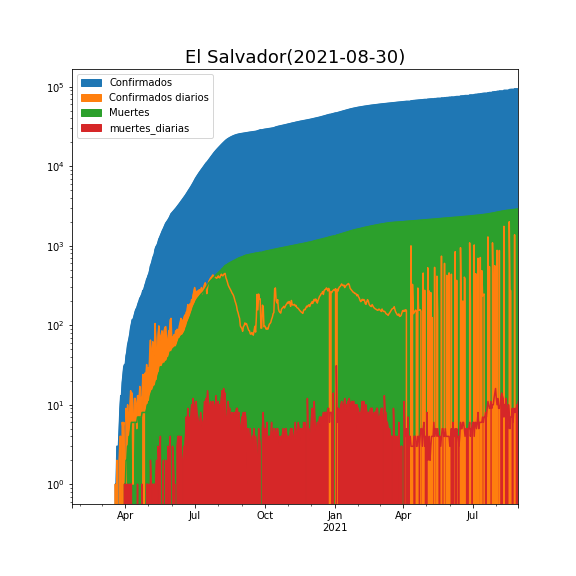 El Salvador(2021-08-30)
Confirmados
Confirmados diarios
Muertes
muertes_diarias
10⁵
10⁴
10³
10²
10¹
10⁰
Apr Jul Oct Jan Apr Jul
2021